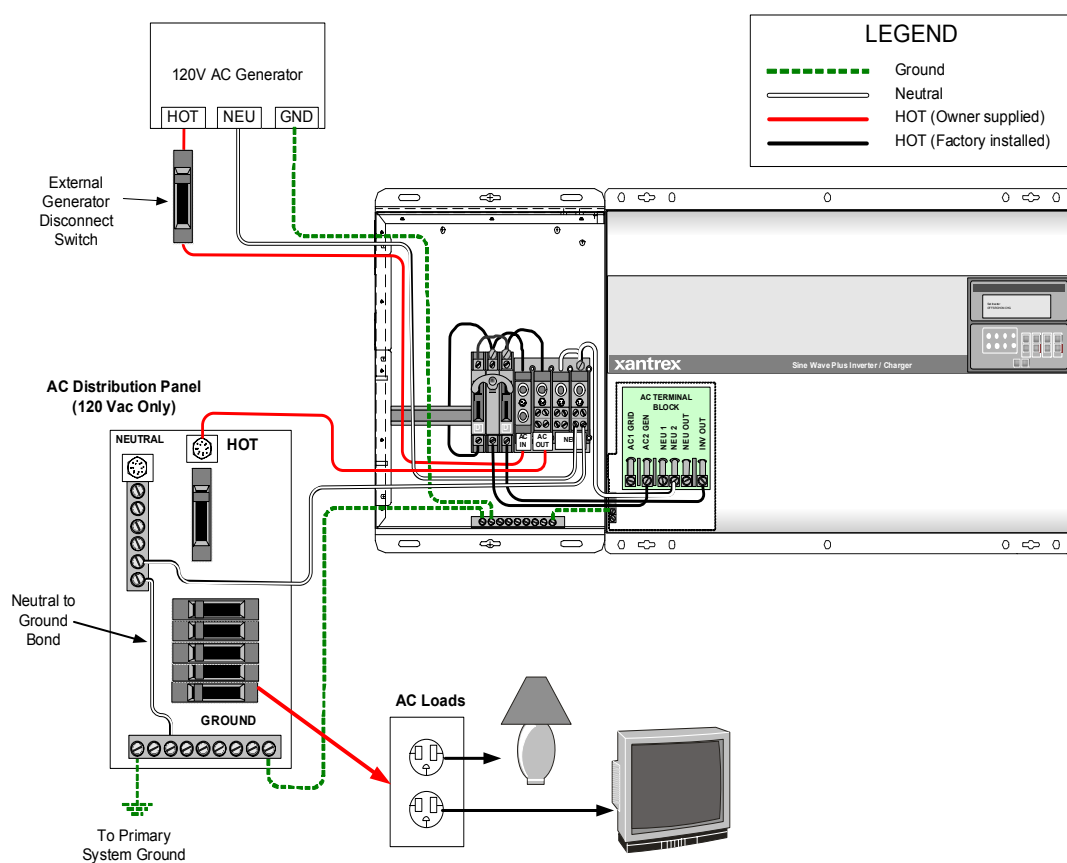 LEGEND
Ground
Neutral
HOT (Owner supplied)
HOT (Factory installed)
120V AC Generator
HOT
NEU
GND
External
Generator
Disconnect
Switch
xantrex
Sine Wave Plus Inverter / Charger
AC TERMINAL
BLOCK
AC1 GRID
AC2 GEN
NEU 1
NEU 2
NEU OUT
INV OUT
AC
IN
AC
OUT
AC Distribution Panel
(120 Vac Only)
NEUTRAL
HOT
Neutral to
Ground
Bond
GROUND
To Primary
System Ground
AC Loads